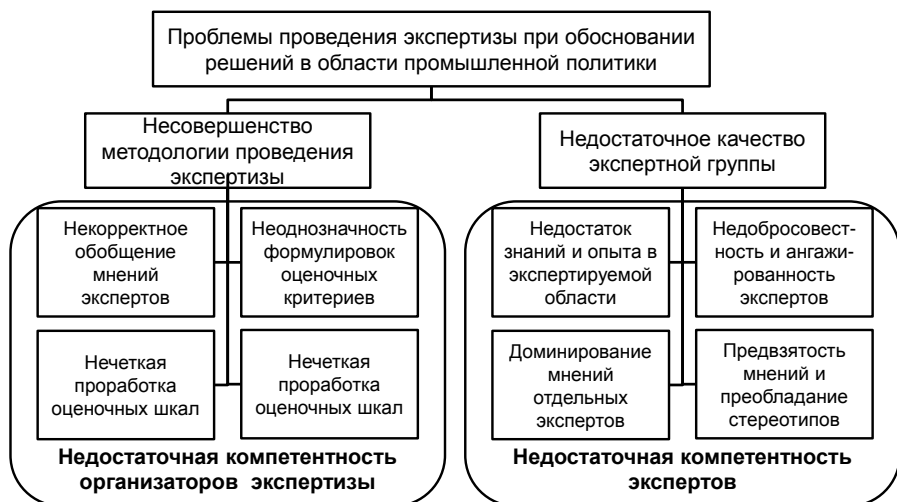 Проблемы проведения экспертизы при обосновании
решений в области промышленной политики
Несовершенство
методологии проведения
экспертизы
Недостаточное качество
экспертной группы
Некорректное
обобщение
мнений
экспертов
Неоднозначность
формулировок
оценочных
критериев
Нечеткая
проработка
оценочных шкал
Нечеткая
проработка
оценочных шкал
Недостаточная компетентность
организаторов экспертизы
Недостаток
знаний и опыта в
экспертируемой
области
Недобросовест-
ность и ангажи-
рованность
экспертов
Доминирование
мнений
отдельных
экспертов
Предвзятость
мнений и
преобладание
стереотипов
Недостаточная компетентность
экспертов